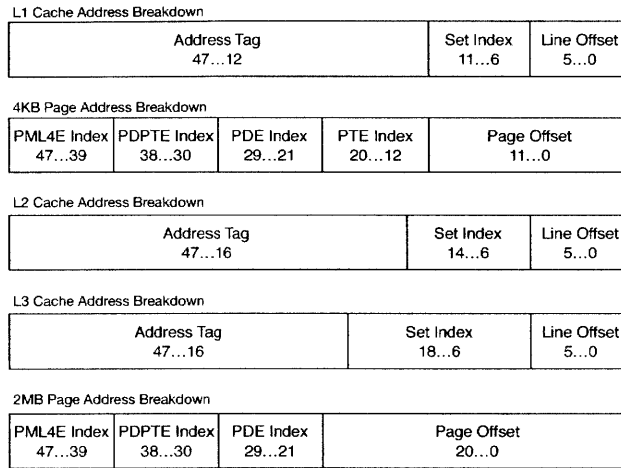 L1 Cache Address Breakdown
Address Tag Set Index Line Offset
47...12 11...6 5...0
4KB Page Address Breakdown
PML4E Index PDPTE Index PDE Index PTE Index Page Offset
47...39 38...30 29...21 20...12 11...0
L2 Cache Address Breakdown
Address Tag Set Index Line Offset
47...16 14...6 5...0
L3 Cache Address Breakdown
Address Tag Set Index Line Offset
47...16 18...6 5...0
2MB Page Address Breakdown
PML4E Index PDPTE Index PDE Index Page Offset
47...39 38...30 29...21 20...0